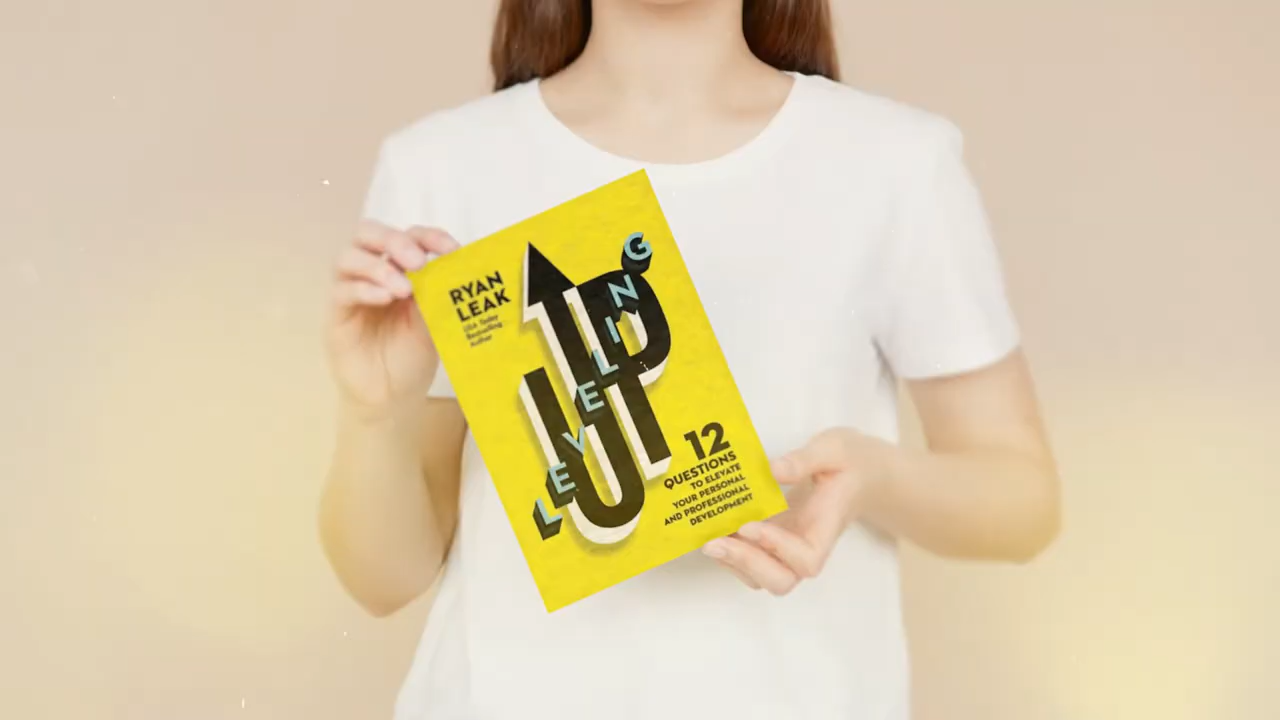 RYAN
LEAK
USA Today
Bestselling
Author
LEVELING
UP
12
QUESTIONS
TO ELEVATE
YOUR PERSONAL
AND PROFESSIONAL
DEVELOPMENT